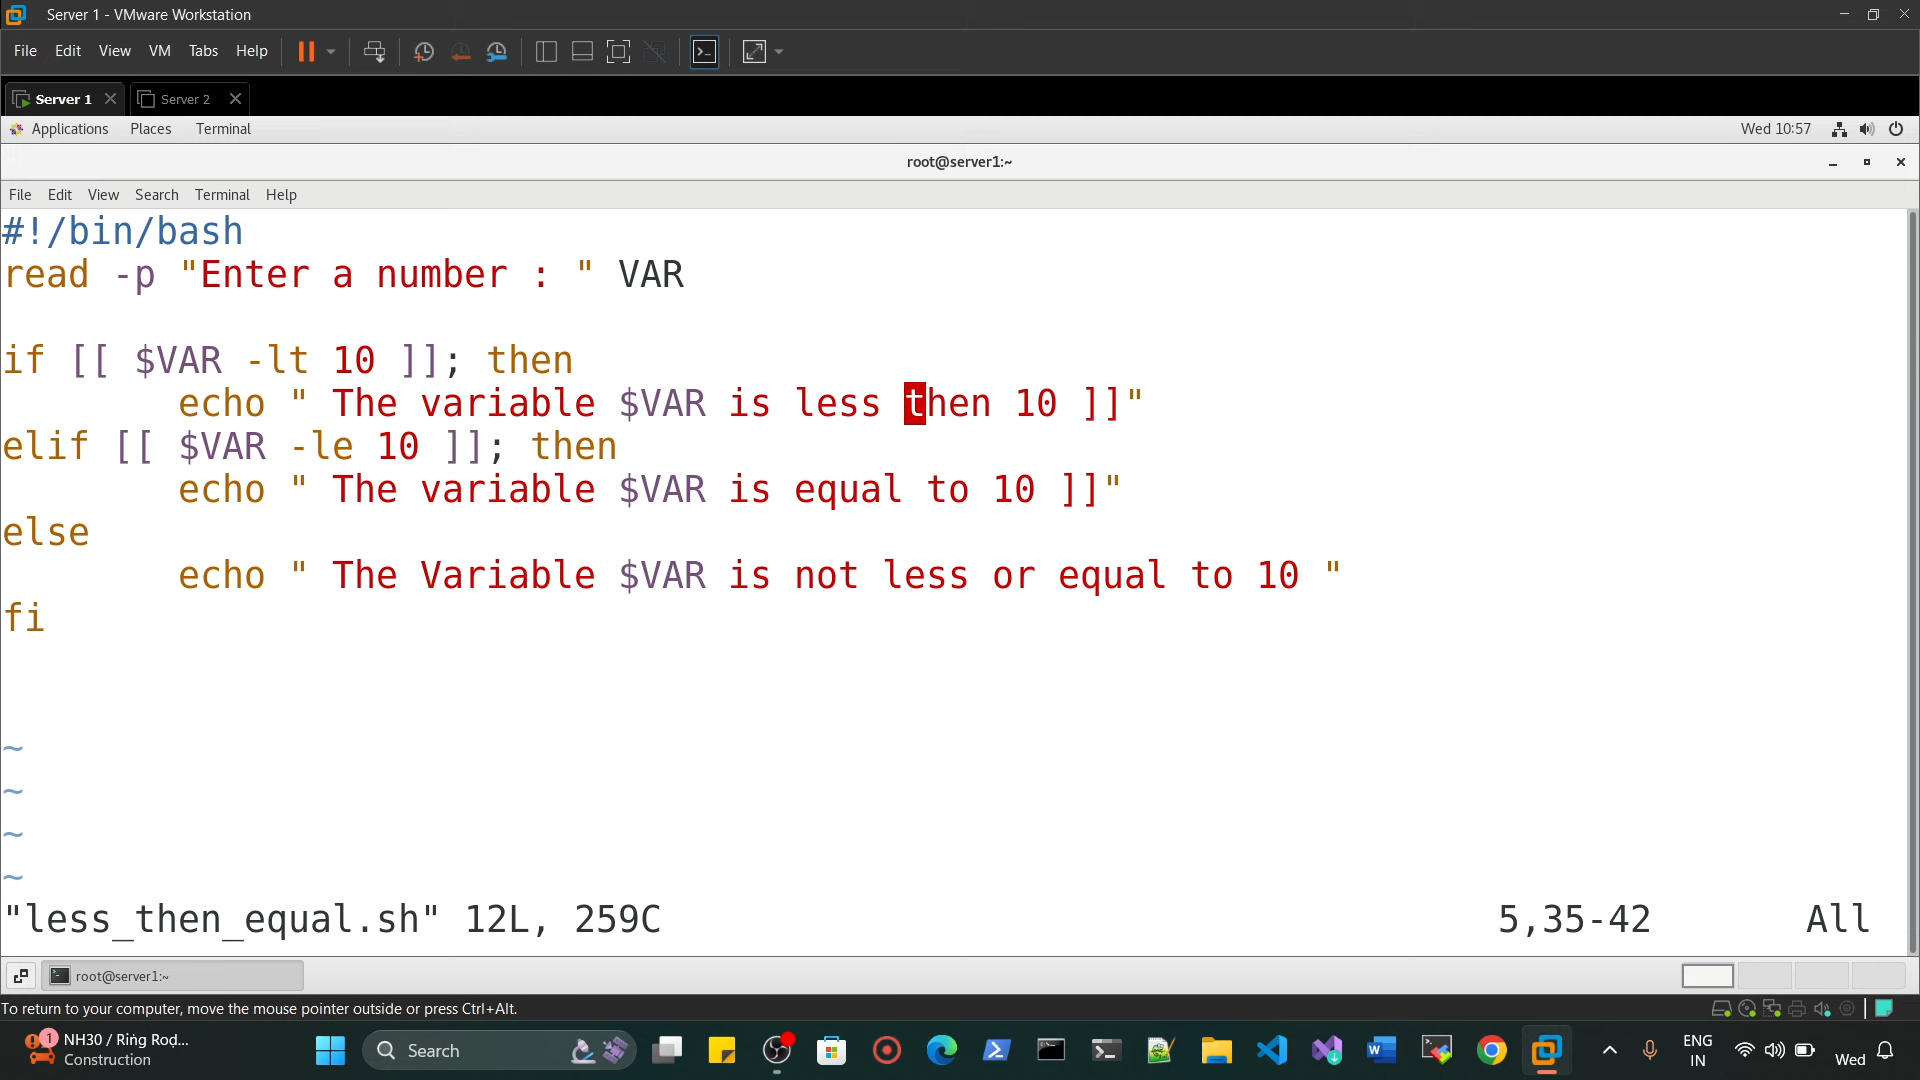 Server 1 - VMware Workstation
File Edit View VM Tabs Help
Server 1 Server 2
Applications Places Terminal Wed 10:57
root@server1:~
File Edit View Search Terminal Help
#!/bin/bash
read -p "Enter a number : " VAR
if [[ $VAR -lt 10 ]]; then
echo " The variable $VAR is less then 10 ]]"
elif [[ $VAR -le 10 ]]; then
echo " The variable $VAR is equal to 10 ]]"
else
echo " The Variable $VAR is not less or equal to 10 "
fi
~
~
~
~
"less_then_equal.sh" 12L, 259C 5,35-42 All
root@server1:~
To return to your computer, move the mouse pointer outside or press Ctrl+Alt.
1 NH30 / Ring Rod...
Construction
Search
ENG
IN
Wed